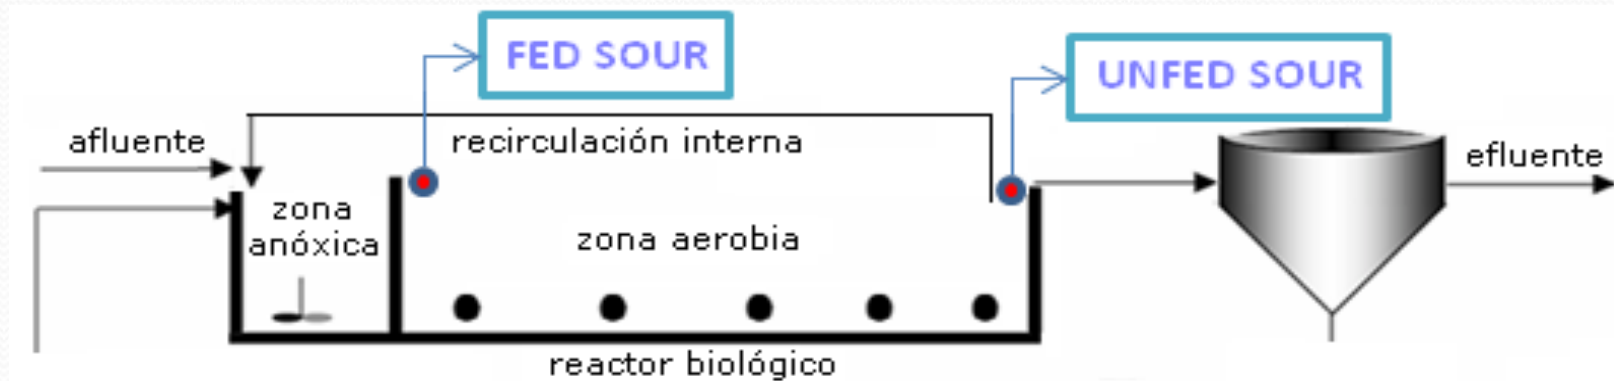 FED SOUR
UNFED SOUR
afluente
recirculación interna
efluente
zona
anóxica
zona aerobia
reactor biológico